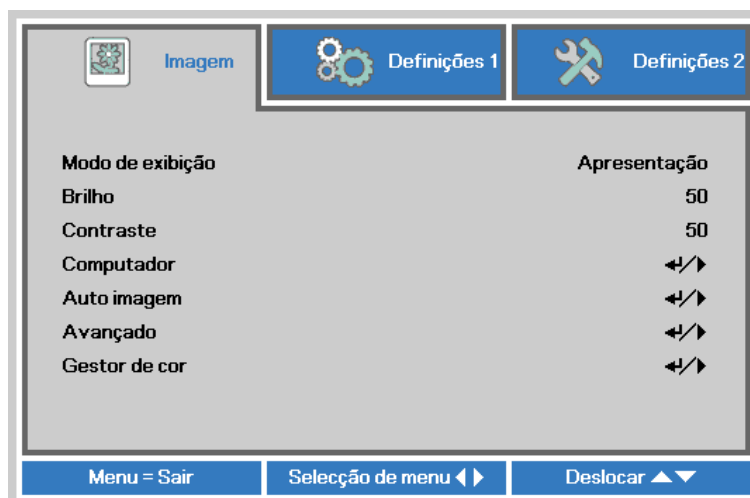 Imagem
Definições 1
Definições 2
Modo de exibição Apresentação
Brilho 50
Contraste 50
Computador
Auto imagem
Avançado
Gestor de cor
Menu = Sair
Selecção de menu
Deslocar